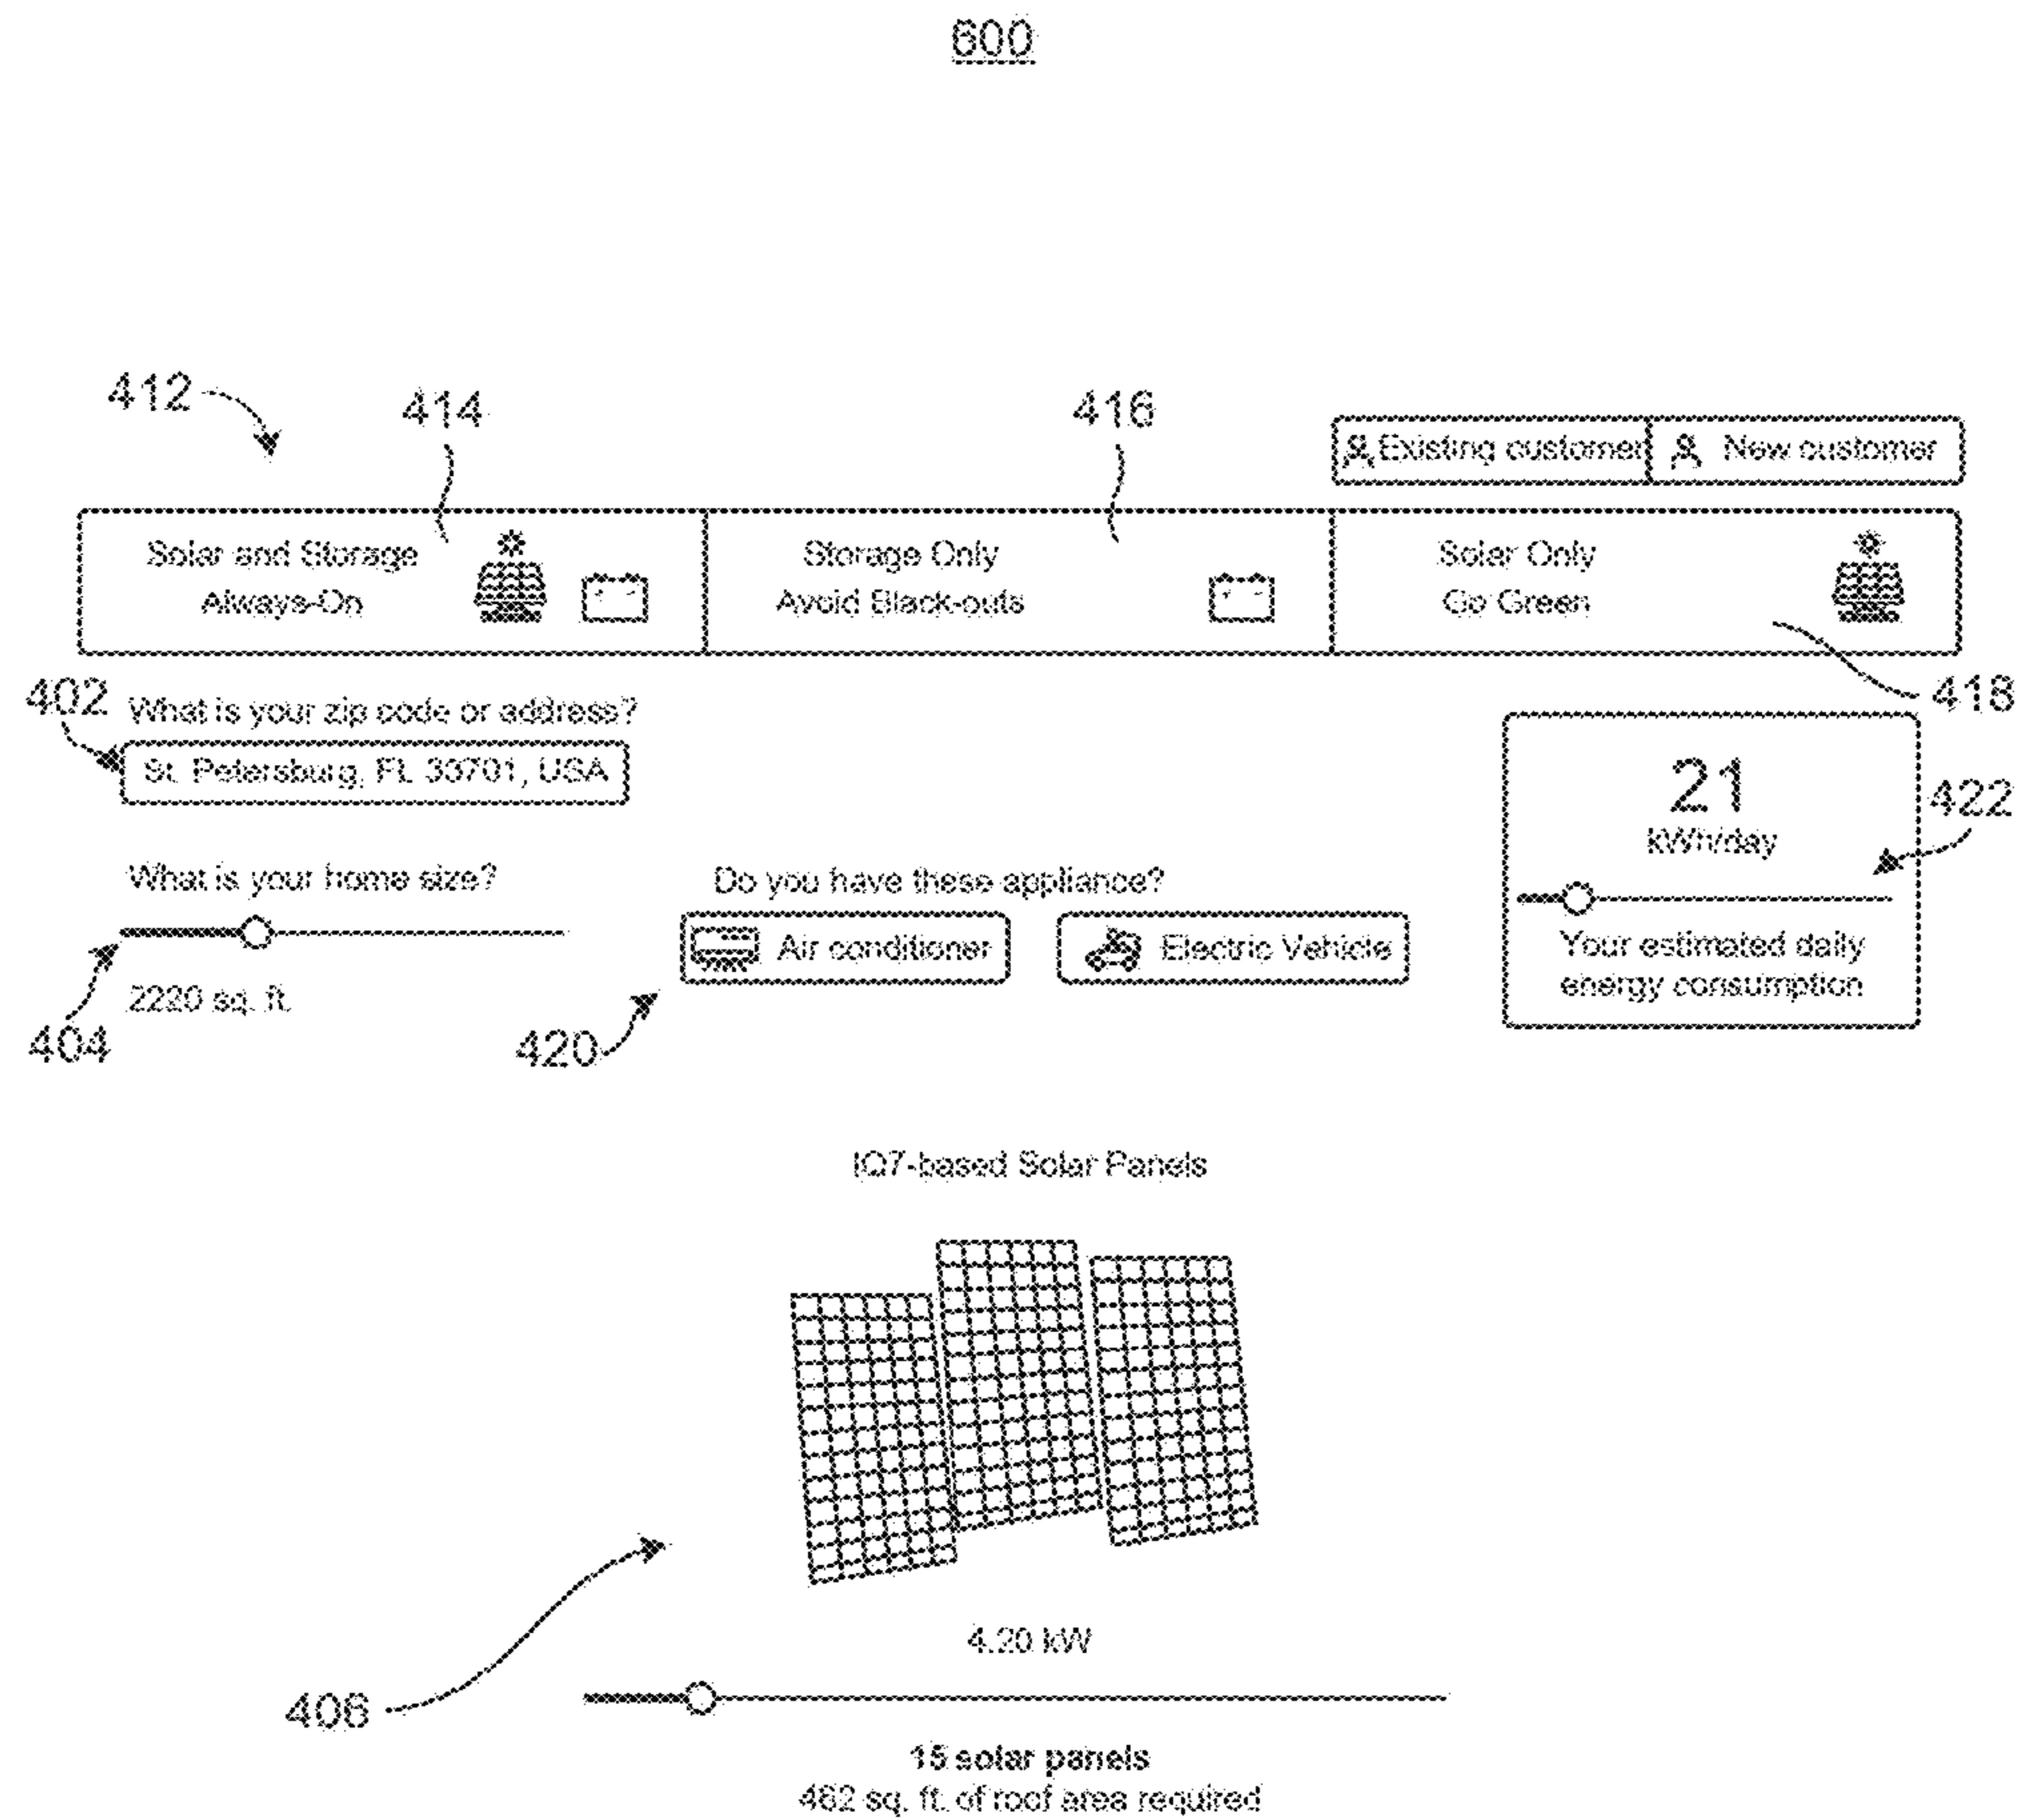 600
412
414
416
Existing customer
New customer
Solar and Storage
Always-On
Storage Only
Avoid Black-outs
Solar Only
Go Green
418
402
What is your zip code or address?
St. Petersburg, FL 33701, USA
21
kWh/day
422
Your estimated daily
energy consumption
What is your home size?
2220 sq. ft.
404
Do you have these appliance?
Air conditioner
Electric Vehicle
420
IQ7-based Solar Panels
4.20 kW
406
15 solar panels
462 sq. ft. of roof area required